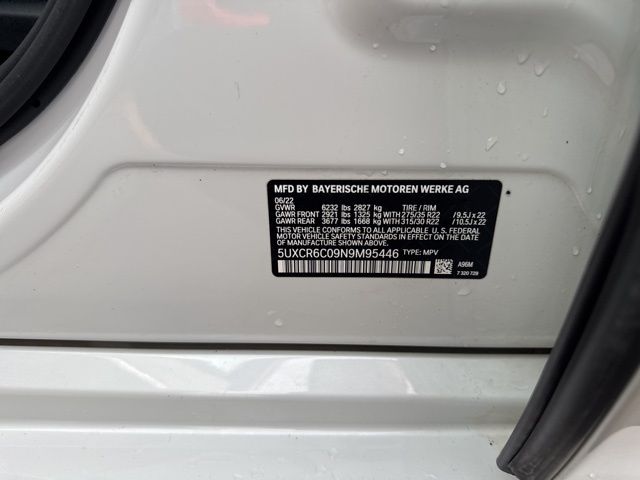 MFD BY BAYERISCHE MOTOREN WERKE AG
06/22
GVWR 6232 lbs 2827 kg TIRE / RIM
GAWR FRONT 2921 lbs 1325 kg WITH 275/35 R22 / 9.5J x 22
GAWR REAR 3677 lbs 1668 kg WITH 315/30 R22 / 10.5J x 22
THIS VEHICLE CONFORMS TO ALL APPLICABLE U. S. FEDERAL
MOTOR VEHICLE SAFETY STANDARDS IN EFFECT ON THE
DATE OF MANUFACTURE SHOWN ABOVE.
5UXCR6C09N9M95446 TYPE: MPV
A96M
7 320 729